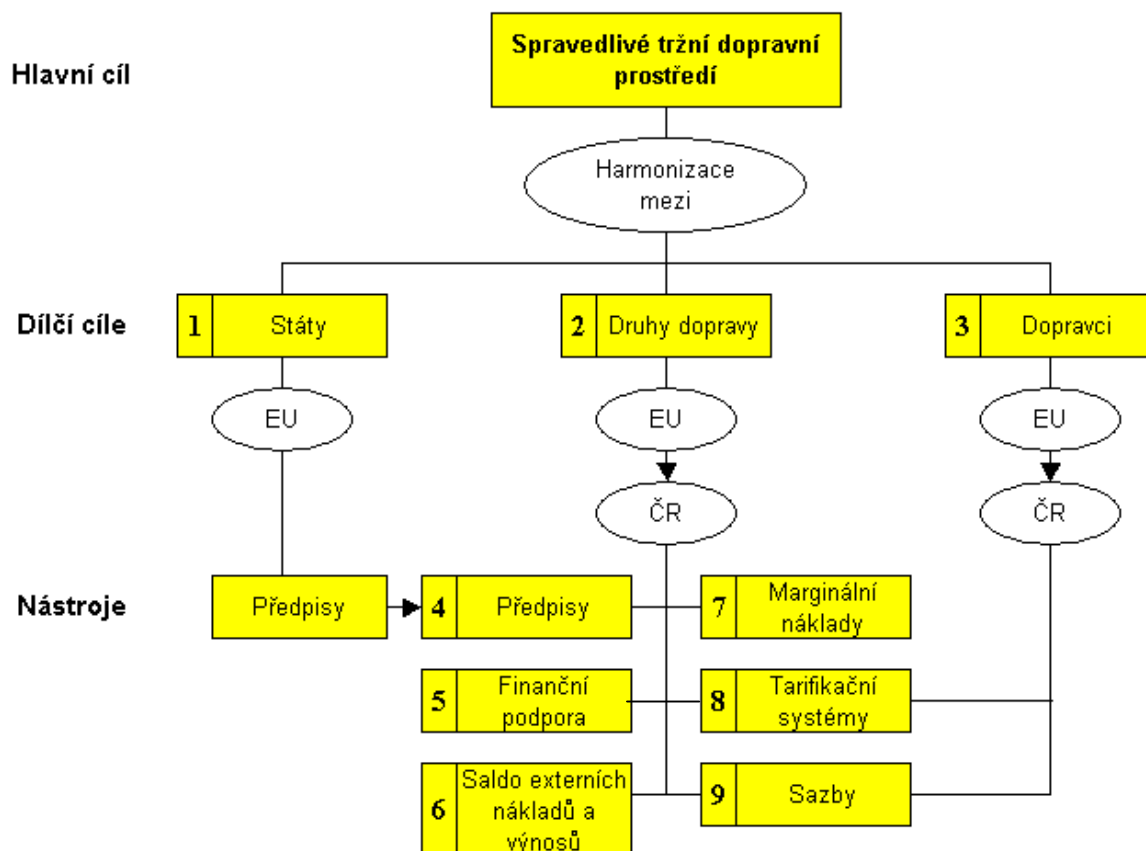 Spravedlivé tržní dopravní
prostředí
Hlavní cíl
Harmonizace
mezi
Dílčí cíle
1 Státy
2 Druhy dopravy
3 Dopravci
EU
EU
EU
ČR
ČR
Nástroje
Předpisy
4 Předpisy
7 Marginální
náklady
5 Finanční
podpora
8 Tarifikační
systémy
6 Saldo externích
nákladů a
výnosů
9 Sazby